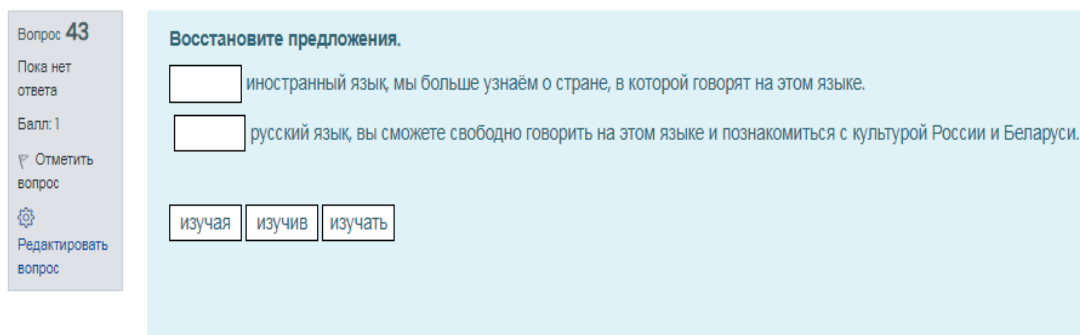 Вопрос 43
Пока нет
ответа
Балл: 1
Отметить
вопрос
Редактировать
вопрос
Восстановите предложения.
иностранный язык, мы больше узнаём о стране, в которой говорят на этом языке.
русский язык, вы сможете свободно говорить на этом языке и познакомиться с культурой России и Беларуси.
изучая изучив изучать